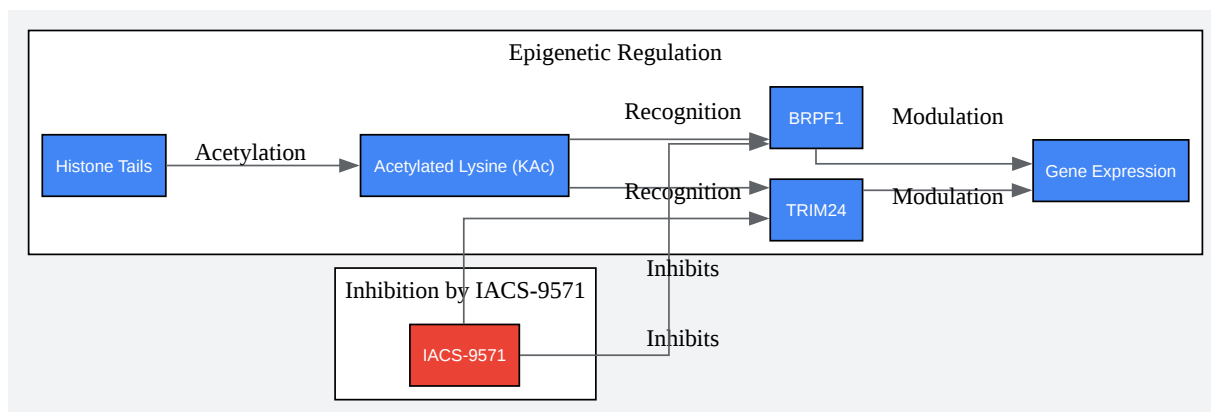 Epigenetic Regulation
Histone Tails
Acetylation
Acetylated Lysine (KAc)
Recognition
BRPF1
Modulation
Gene Expression
Recognition
TRIM24
Modulation
Inhibits
Inhibition by IACS-9571
IACS-9571
Inhibits